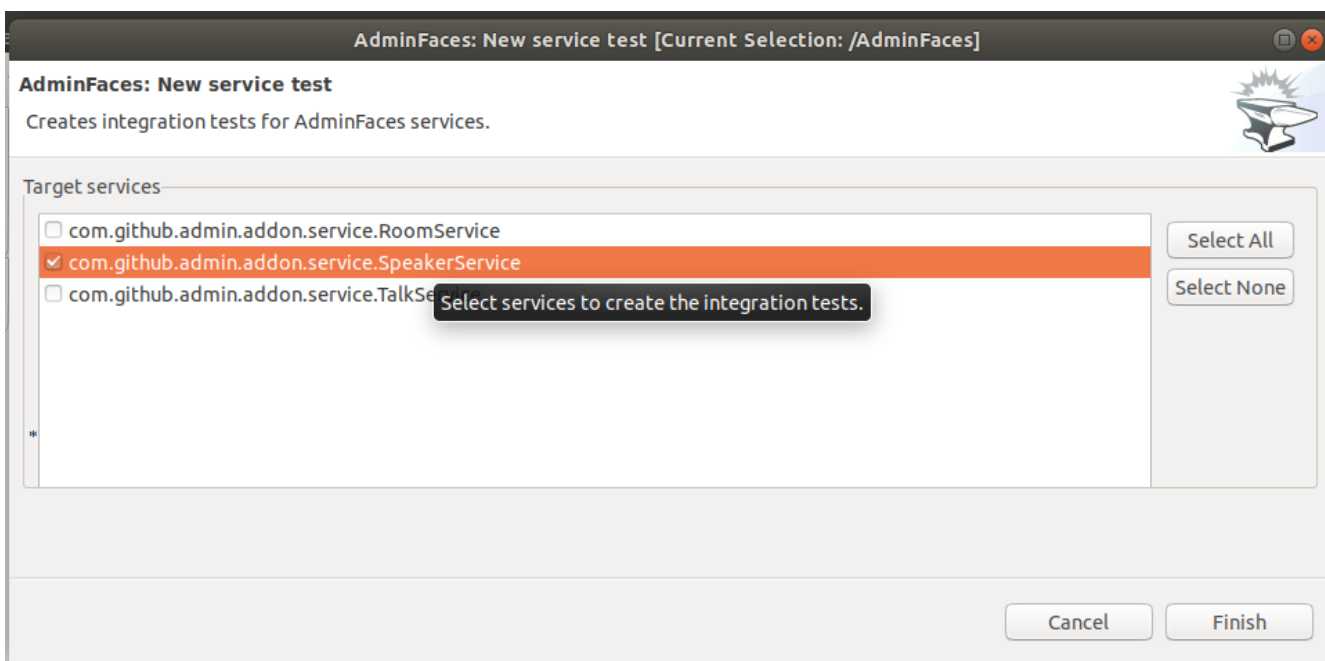 AdminFaces: New service test [Current Selection: /AdminFaces]
AdminFaces: New service test
Creates integration tests for AdminFaces services.
Target services
com.github.admin.addon.service.RoomService
com.github.admin.addon.service.SpeakerService
com.github.admin.addon.service.TalkService
Select services to create the integration tests.
Select All
Select None
*
Cancel
Finish